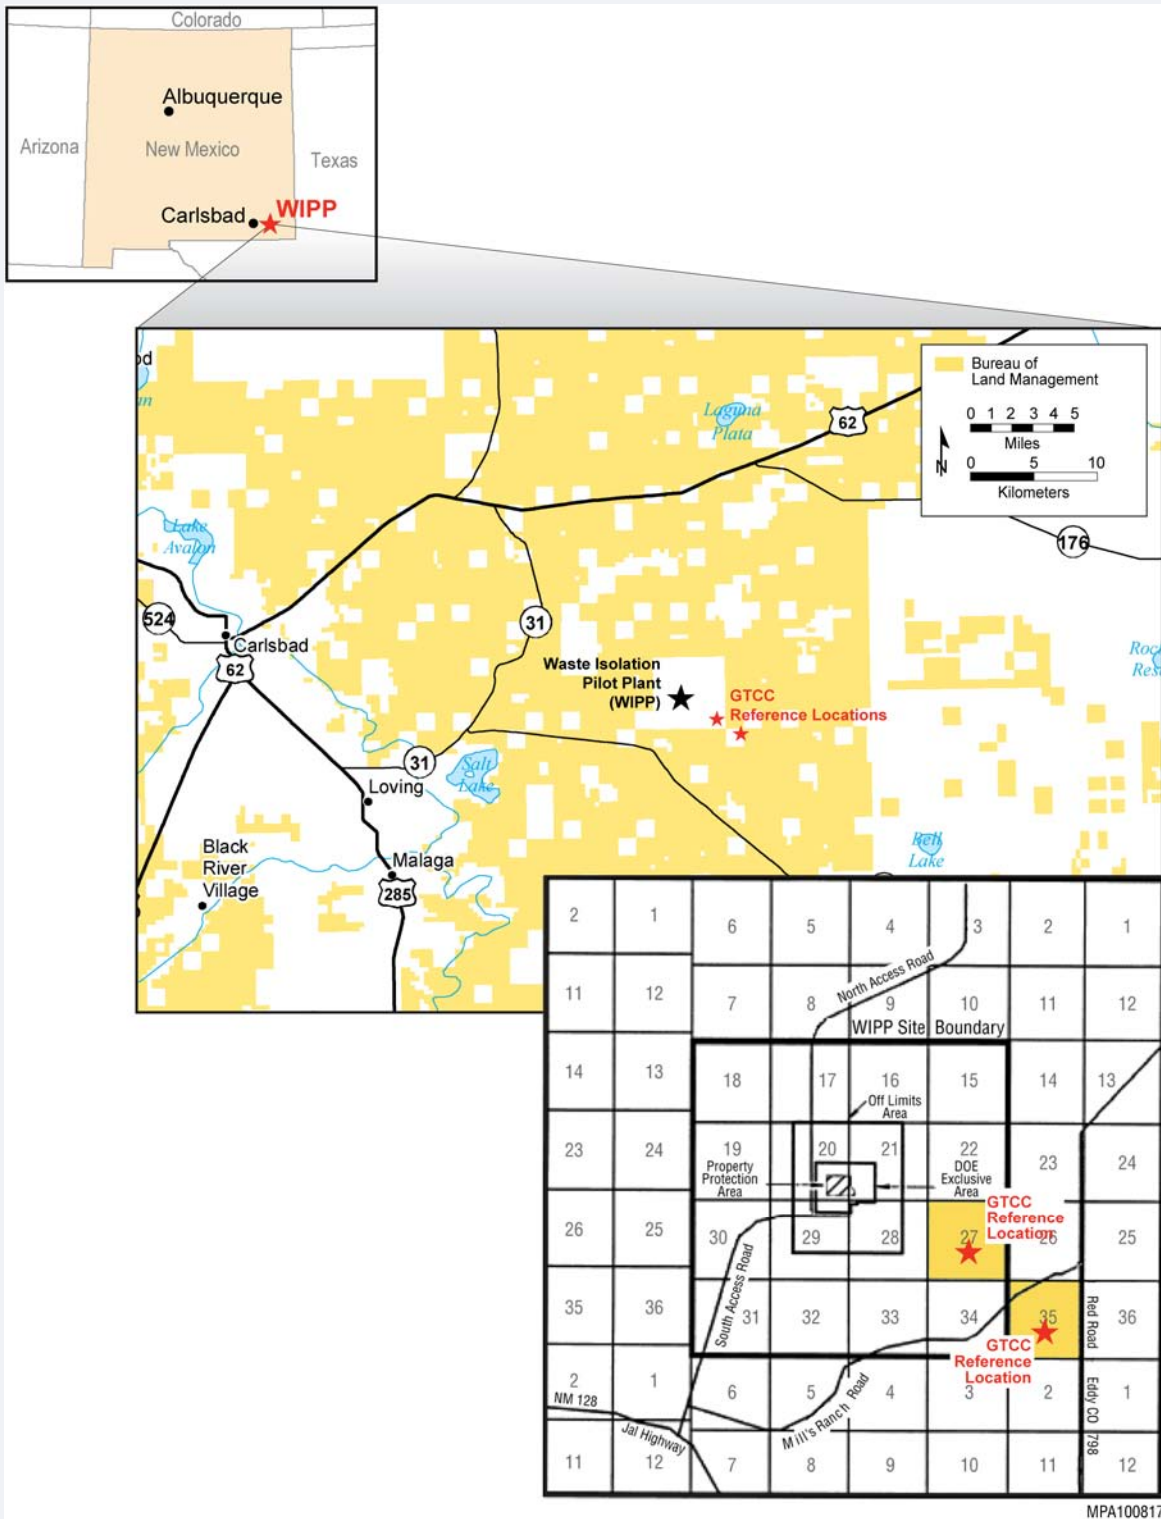 Colorado
Albuquerque
Arizona
New Mexico
Texas
Carlsbad
WIPP
Bureau of
Land Management
0 1 2 3 4 5
Miles
N
0 5 10
Kilometers
Laguna
Plata
62
176
Lake
Avalon
524
Carlsbad
62
31
Waste Isolation
Pilot Plant
(WIPP)
GTCC
Reference Locations
31
Salt
Lake
Loving
Black
River
Village
Malaga
285
Bell
Lake
2 1 6 5 4 3 2 1
North Access Road
11 12 7 8 9 10 11 12
WIPP Site Boundary
14 13 18 17 16 15 14 13
Off Limits
Area
23 24 19 20 21 22 23 24
Property
Protection
Area
DOE
Exclusive
Area
GTCC
Reference
Location
26 25 30 29 28 27 26 25
South Access Road
35 36 31 32 33 34 35 36
Red Road
GTCC
Reference
Location
2 1 6 5 4 3 2 1
NM 128
Mill's Ranch Road
Eddy CO 798
Jal Highway
11 12 7 8 9 10 11 12
MPA100817